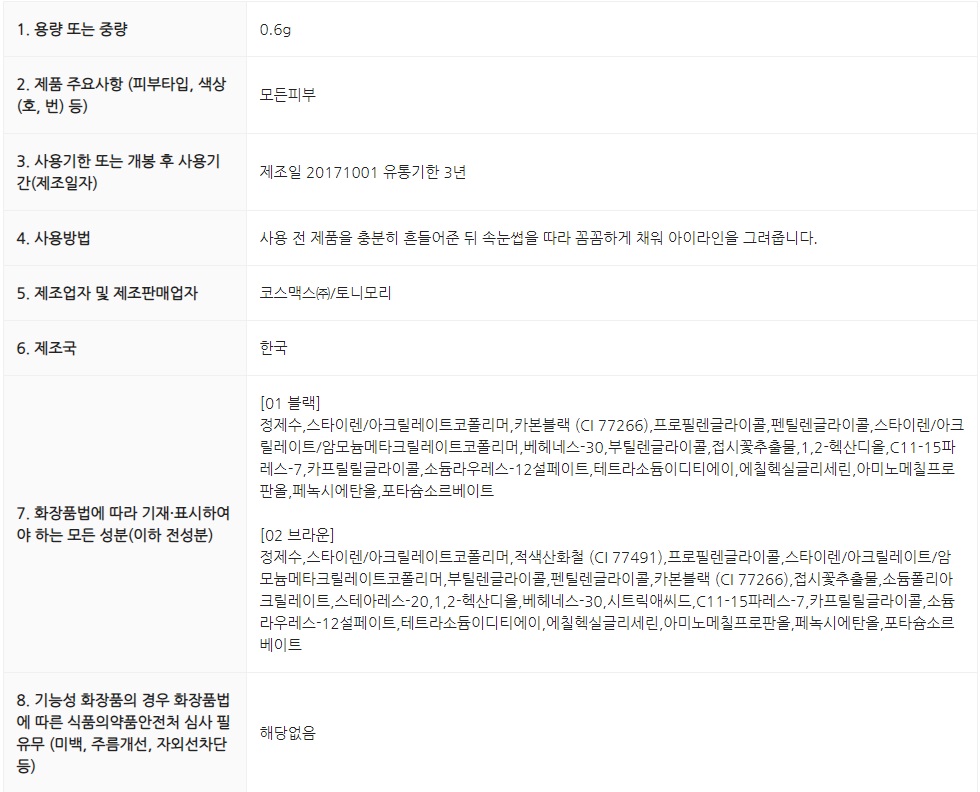 1. 용량 또는 중량
0.6g
2. 제품 주요사항 (피부타입, 색상
(호, 번) 등)
모든피부
3. 사용기한 또는 개봉 후 사용기
간(제조일자)
제조일 20171001 유통기한 3년
4. 사용방법
사용 전 제품을 충분히 흔들어준 뒤 속눈썹을 따라 꼼꼼하게 채워 아이라인을 그려줍니다.
5. 제조업자 및 제조판매업자
코스맥스㈜/토니모리
6. 제조국
한국
7. 화장품법에 따라 기재·표시하여
야 하는 모든 성분(이하 전성분)
[01 블랙]
정제수,스타이렌/아크릴레이트코폴리머,카본블랙 (CI 77266),프로필렌글라이콜,펜틸렌글라이콜,스타이렌/아크
릴레이트/암모늄메타크릴레이트코폴리머,베헤네스-30,부틸렌글라이콜,접시꽃추출물,1,2-헥산디올,C11-15파
레스-7,카프릴릴글라이콜,소듐라우레스-12설페이트,테트라소듐이디티에이,에칠헥실글리세린,아미노메칠프로
판올,페녹시에탄올,포타슘소르베이트
[02 브라운]
정제수,스타이렌/아크릴레이트코폴리머,적색산화철 (CI 77491),프로필렌글라이콜,스타이렌/아크릴레이트/암
모늄메타크릴레이트코폴리머,부틸렌글라이콜,펜틸렌글라이콜,카본블랙 (CI 77266),접시꽃추출물,소듐폴리아
크릴레이트,스테아레스-20,1,2-헥산디올,베헤네스-30,시트릭애씨드,C11-15파레스-7,카프릴릴글라이콜,소듐
라우레스-12설페이트,테트라소듐이디티에이,에칠헥실글리세린,아미노메칠프로판올,페녹시에탄올,포타슘소르
베이트
8. 기능성 화장품의 경우 화장품법
에 따른 식품의약품안전처 심사 필
유무 (미백, 주름개선, 자외선차단
등)
해당없음